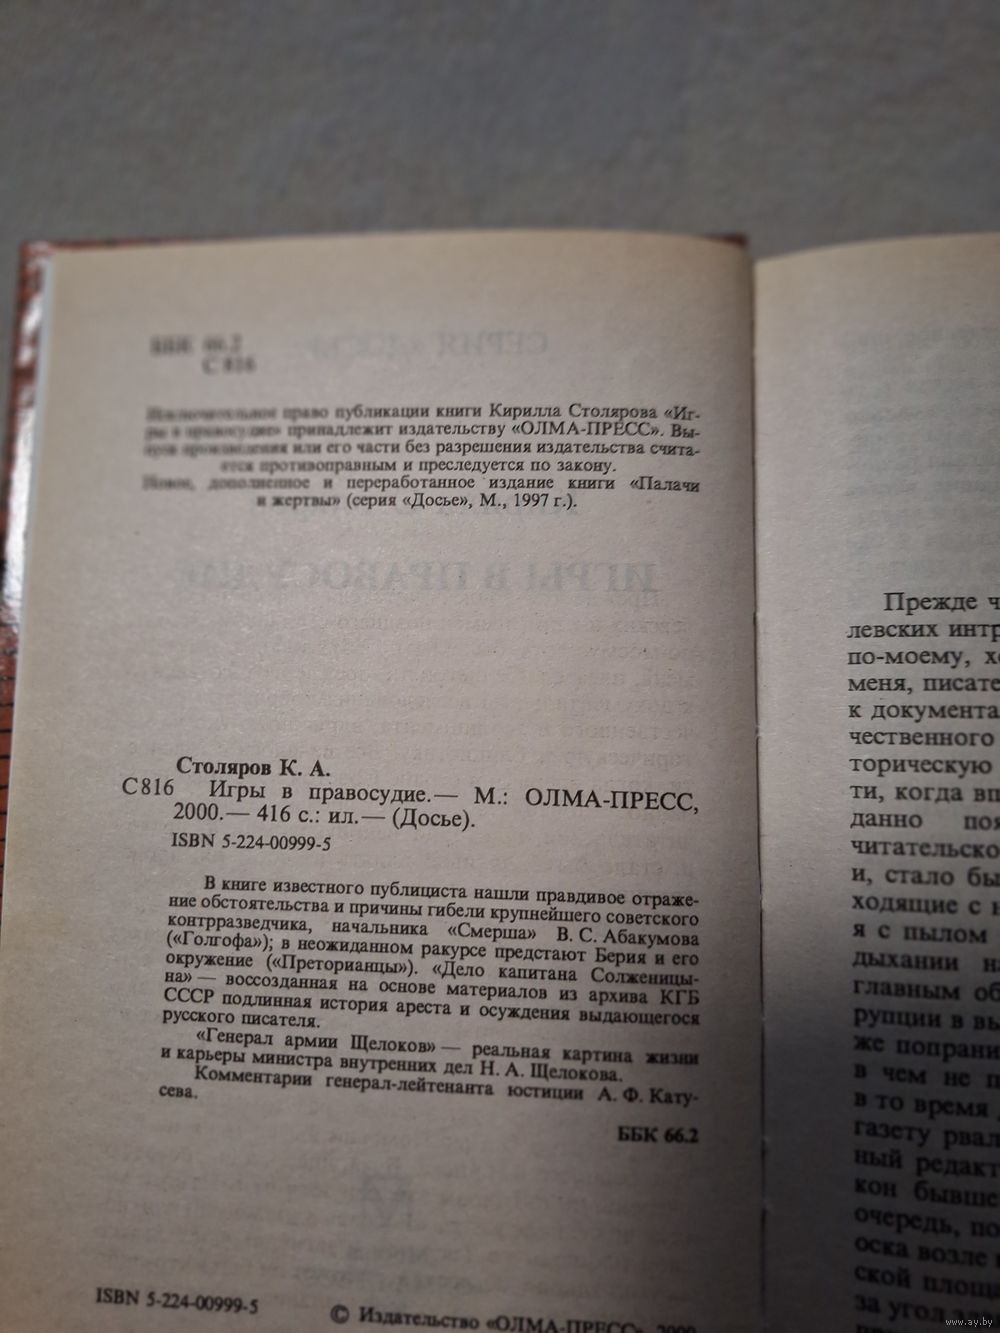 ББК 66.2
С 816
Исключительное право публикации книги Кирилла Столярова «Иг-
ры в правосудие» принадлежит издательству «ОЛМА-ПРЕСС». Вы-
пуск произведения или его части без разрешения издательства счита-
ется противоправным и преследуется по закону.
Новое, дополненное и переработанное издание книги «Палачи
и жертвы» (серия «Досье», М., 1997 г.).
Столяров К. А.
С 816 Игры в правосудие.— М.: ОЛМА-ПРЕСС,
2000.— 416 с.: ил.— (Досье).
ISBN 5-224-00999-5
В книге известного публициста нашли правдивое отраже-
ние обстоятельства и причины гибели крупнейшего советского
контрразведчика, начальника «Смерша» В. С. Абакумова
(«Голгофа»); в неожиданном ракурсе предстают Берия и его
окружение («Преторианцы»). «Дело капитана Солженицы-
на» — воссозданная на основе материалов из архива КГБ
СССР подлинная история ареста и осуждения выдающегося
русского писателя.
«Генерал армии Щелоков» — реальная картина жизни
и карьеры министра внутренних дел Н. А. Щелокова.
Комментарии генерал-лейтенанта юстиции А. Ф. Кату-
сева.
ББК 66.2
ISBN 5-224-00999-5
© Издательство «ОЛМА-ПРЕСС», 2000
Прежде ч
левских интр
по-моему, х
меня, писате
к документа
чественного
торическую
ти, когда вп
данно поя
читательско
и, стало бы
ходящие с
я с пылом
дыхании на
главным об
рупции в вы
же поправи
в чем не п
в то время
газету рвал
ный редакт
кон бывше
очередь, по
оска возле
ской площа
за угол
www.ay.by